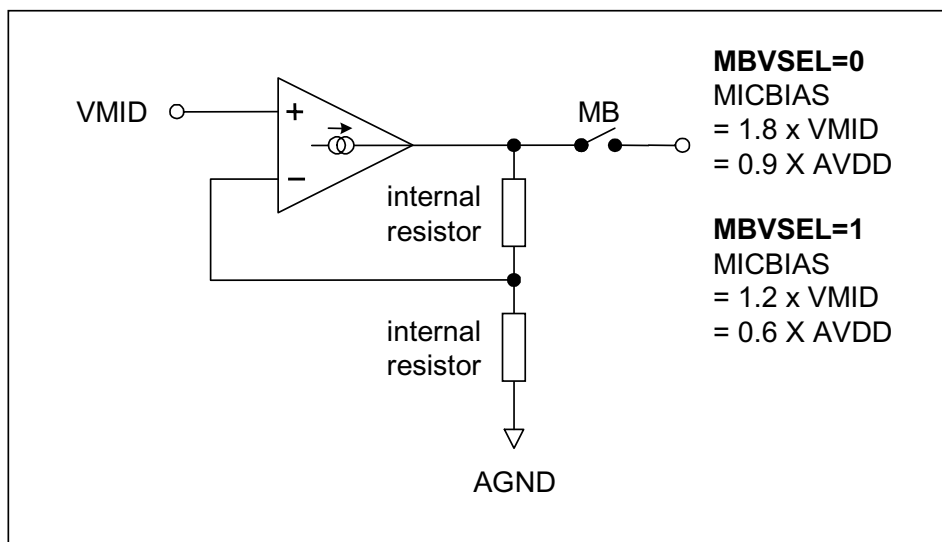 MBVSEL=0
MICBIAS
= 1.8 x VMID
= 0.9 X AVDD
VMID
+
MB
−
internal
resistor
MBVSEL=1
MICBIAS
= 1.2 x VMID
= 0.6 X AVDD
internal
resistor
AGND